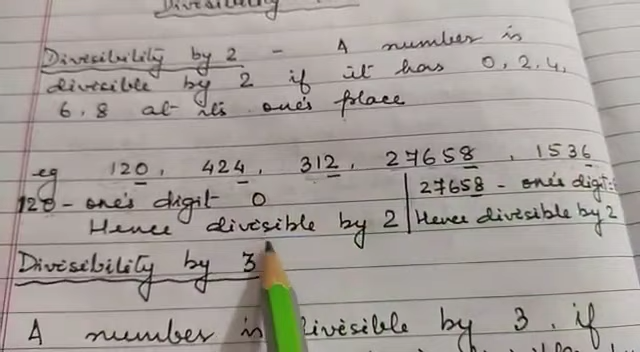 Divisibility
Divisibility by 2 - A number is
divisible by 2 if it has 0, 2, 4,
6, 8 at its one's place
eg 120, 424, 312, 27658, 1536
120 - one's digit 0
Hence divisible by 2
27658 - one's digit
Hence divisible by 2
Divisibility by 3
A number is divisible by 3 if